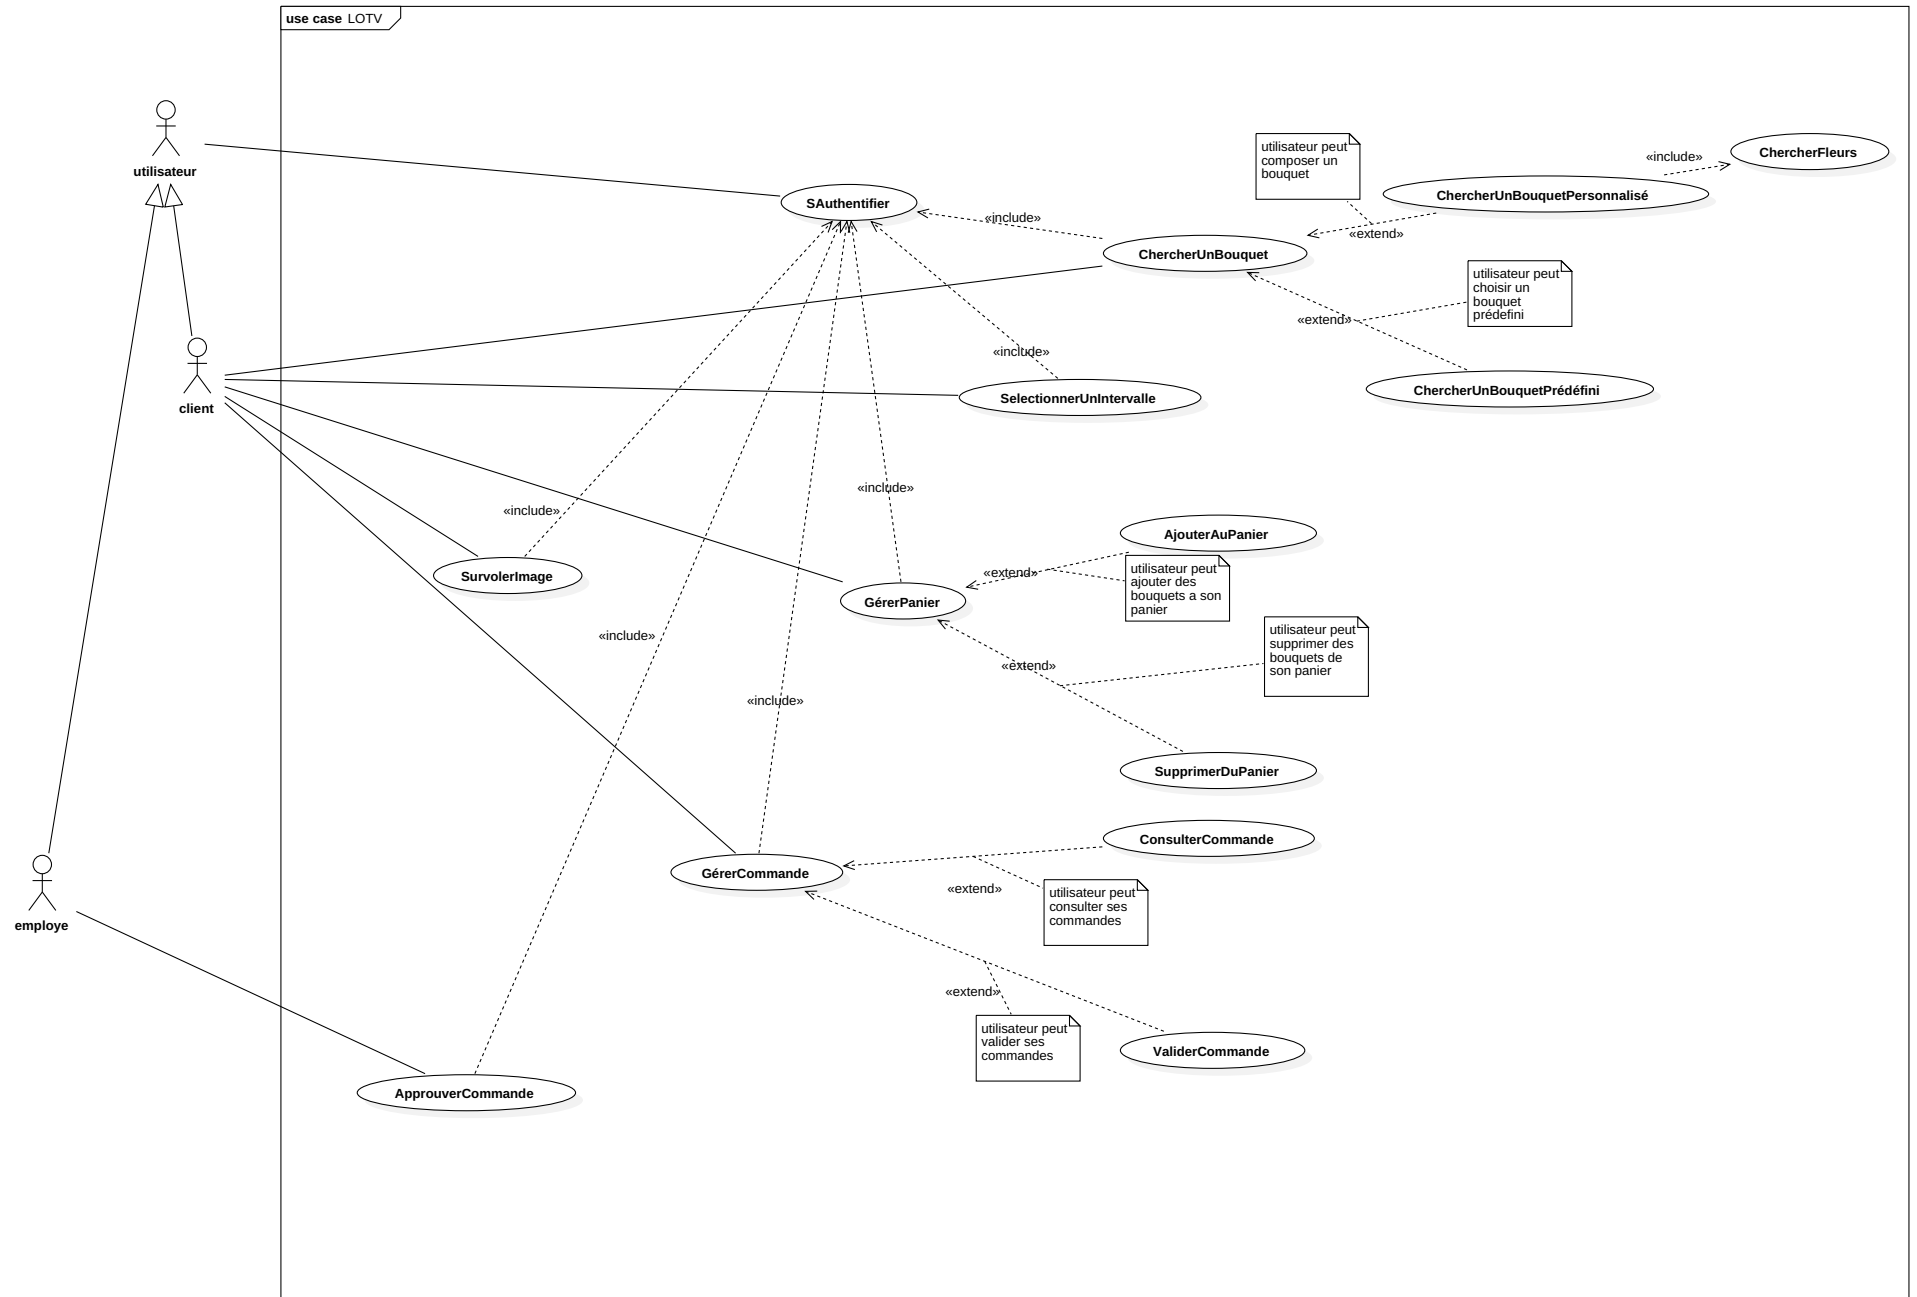 use case LOTV
utilisateur
utilisateur peut
composer un
bouquet
ChercherFleurs
«include»
ChercherUnBouquetPersonnalisé
SAuthentifier
«include»
«extend»
ChercherUnBouquet
utilisateur peut
choisir un
bouquet
prédefini
«extend»
«include»
ChercherUnBouquetPrédéfini
SelectionnerUnIntervalle
client
«include»
«include»
AjouterAuPanier
«extend»
utilisateur peut
ajouter des
bouquets a son
panier
SurvolerImage
GérerPanier
«include»
utilisateur peut
supprimer des
bouquets de
son panier
«extend»
«include»
SupprimerDuPanier
ConsulterCommande
GérerCommande
«extend»
utilisateur peut
consulter ses
commandes
employe
«extend»
utilisateur peut
valider ses
commandes
ValiderCommande
ApprouverCommande